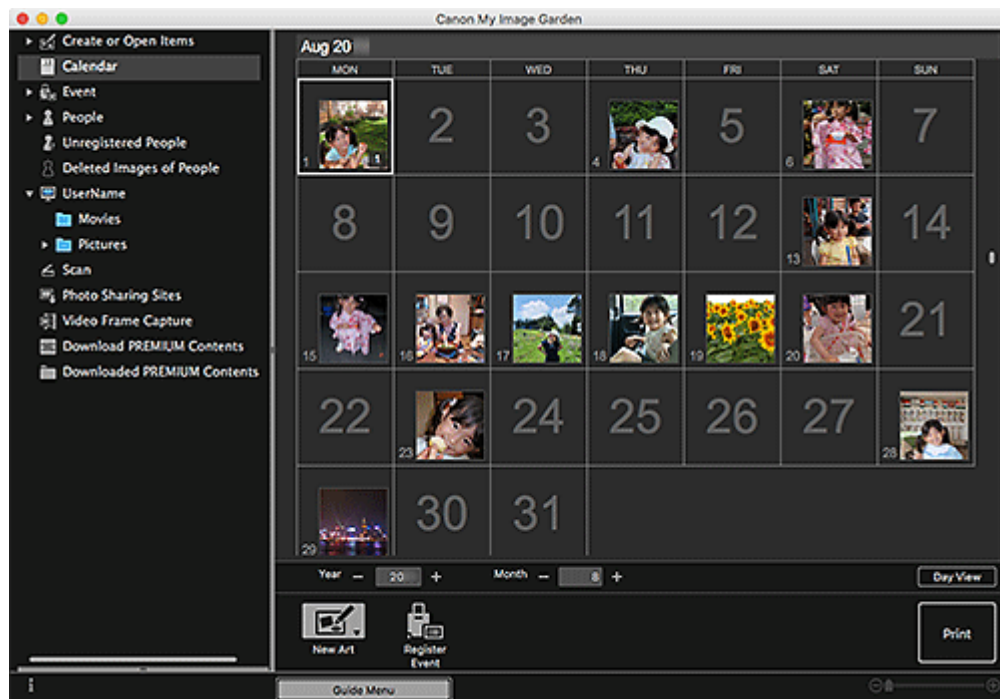 Canon My Image Garden
Create or Open Items
Calendar
Event
People
Unregistered People
Deleted Images of People
UserName
Movies
Pictures
Scan
Photo Sharing Sites
Video Frame Capture
Download PREMIUM Contents
Downloaded PREMIUM Contents
Aug 20
MON TUE WED THU FRI SAT SUN
1 2 3 4 5 6 7
8 9 10 11 12 13 14
15 16 17 18 19 20 21
22 23 24 25 26 27 28
29 30 31
Year − 20 + Month − 8 + Day View
New Art
Register
Event
Print
Guide Menu